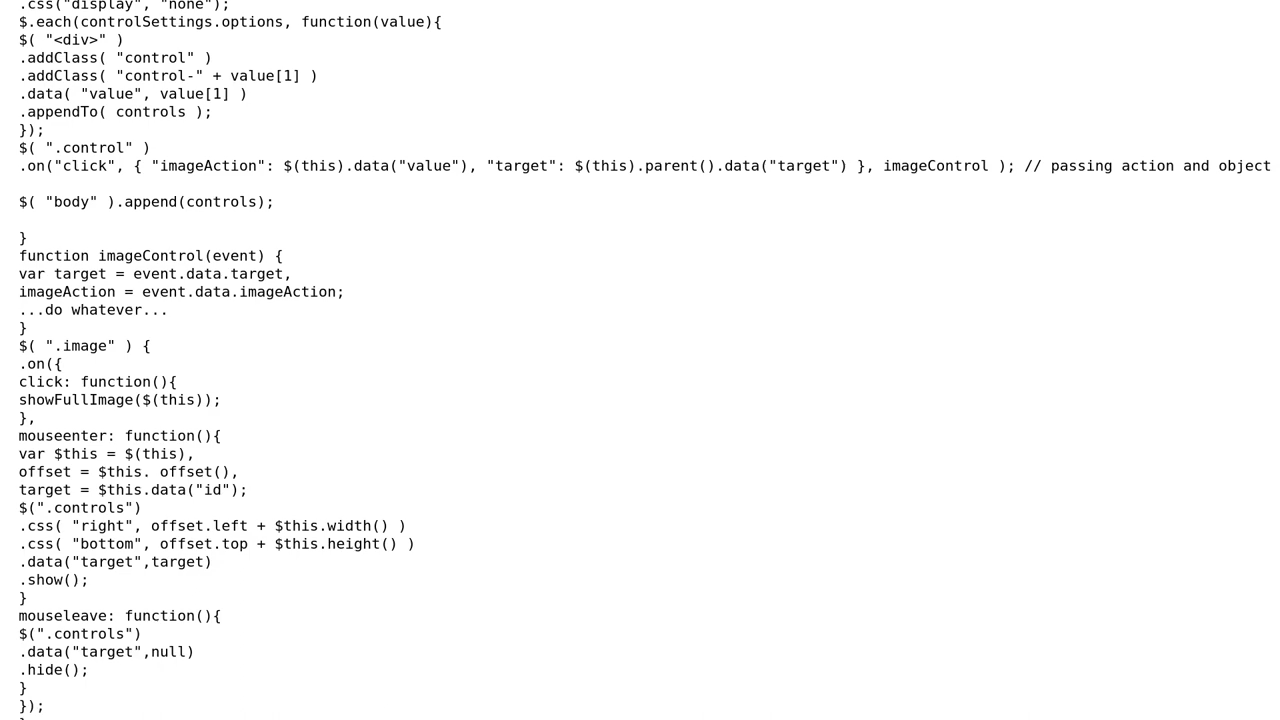 .css("display", "none");
$.each(controlSettings.options, function(value){
$( "<div>" )
.addClass( "control" )
.addClass( "control-" + value[1] )
.data( "value", value[1] )
.appendTo( controls );
});
$( ".control" )
.on("click", { "imageAction": $(this).data("value"), "target": $(this).parent().data("target") }, imageControl ); // passing action and object
$( "body" ).append(controls);
}
function imageControl(event) {
var target = event.data.target,
imageAction = event.data.imageAction;
...do whatever...
}
$( ".image" ) {
.on({
click: function(){
showFullImage($(this));
},
mouseenter: function(){
var $this = $(this),
offset = $this. offset(),
target = $this.data("id");
$(".controls")
.css( "right", offset.left + $this.width() )
.css( "bottom", offset.top + $this.height() )
.data("target",target)
.show();
}
mouseleave: function(){
$(".controls")
.data("target",null)
.hide();
}
});